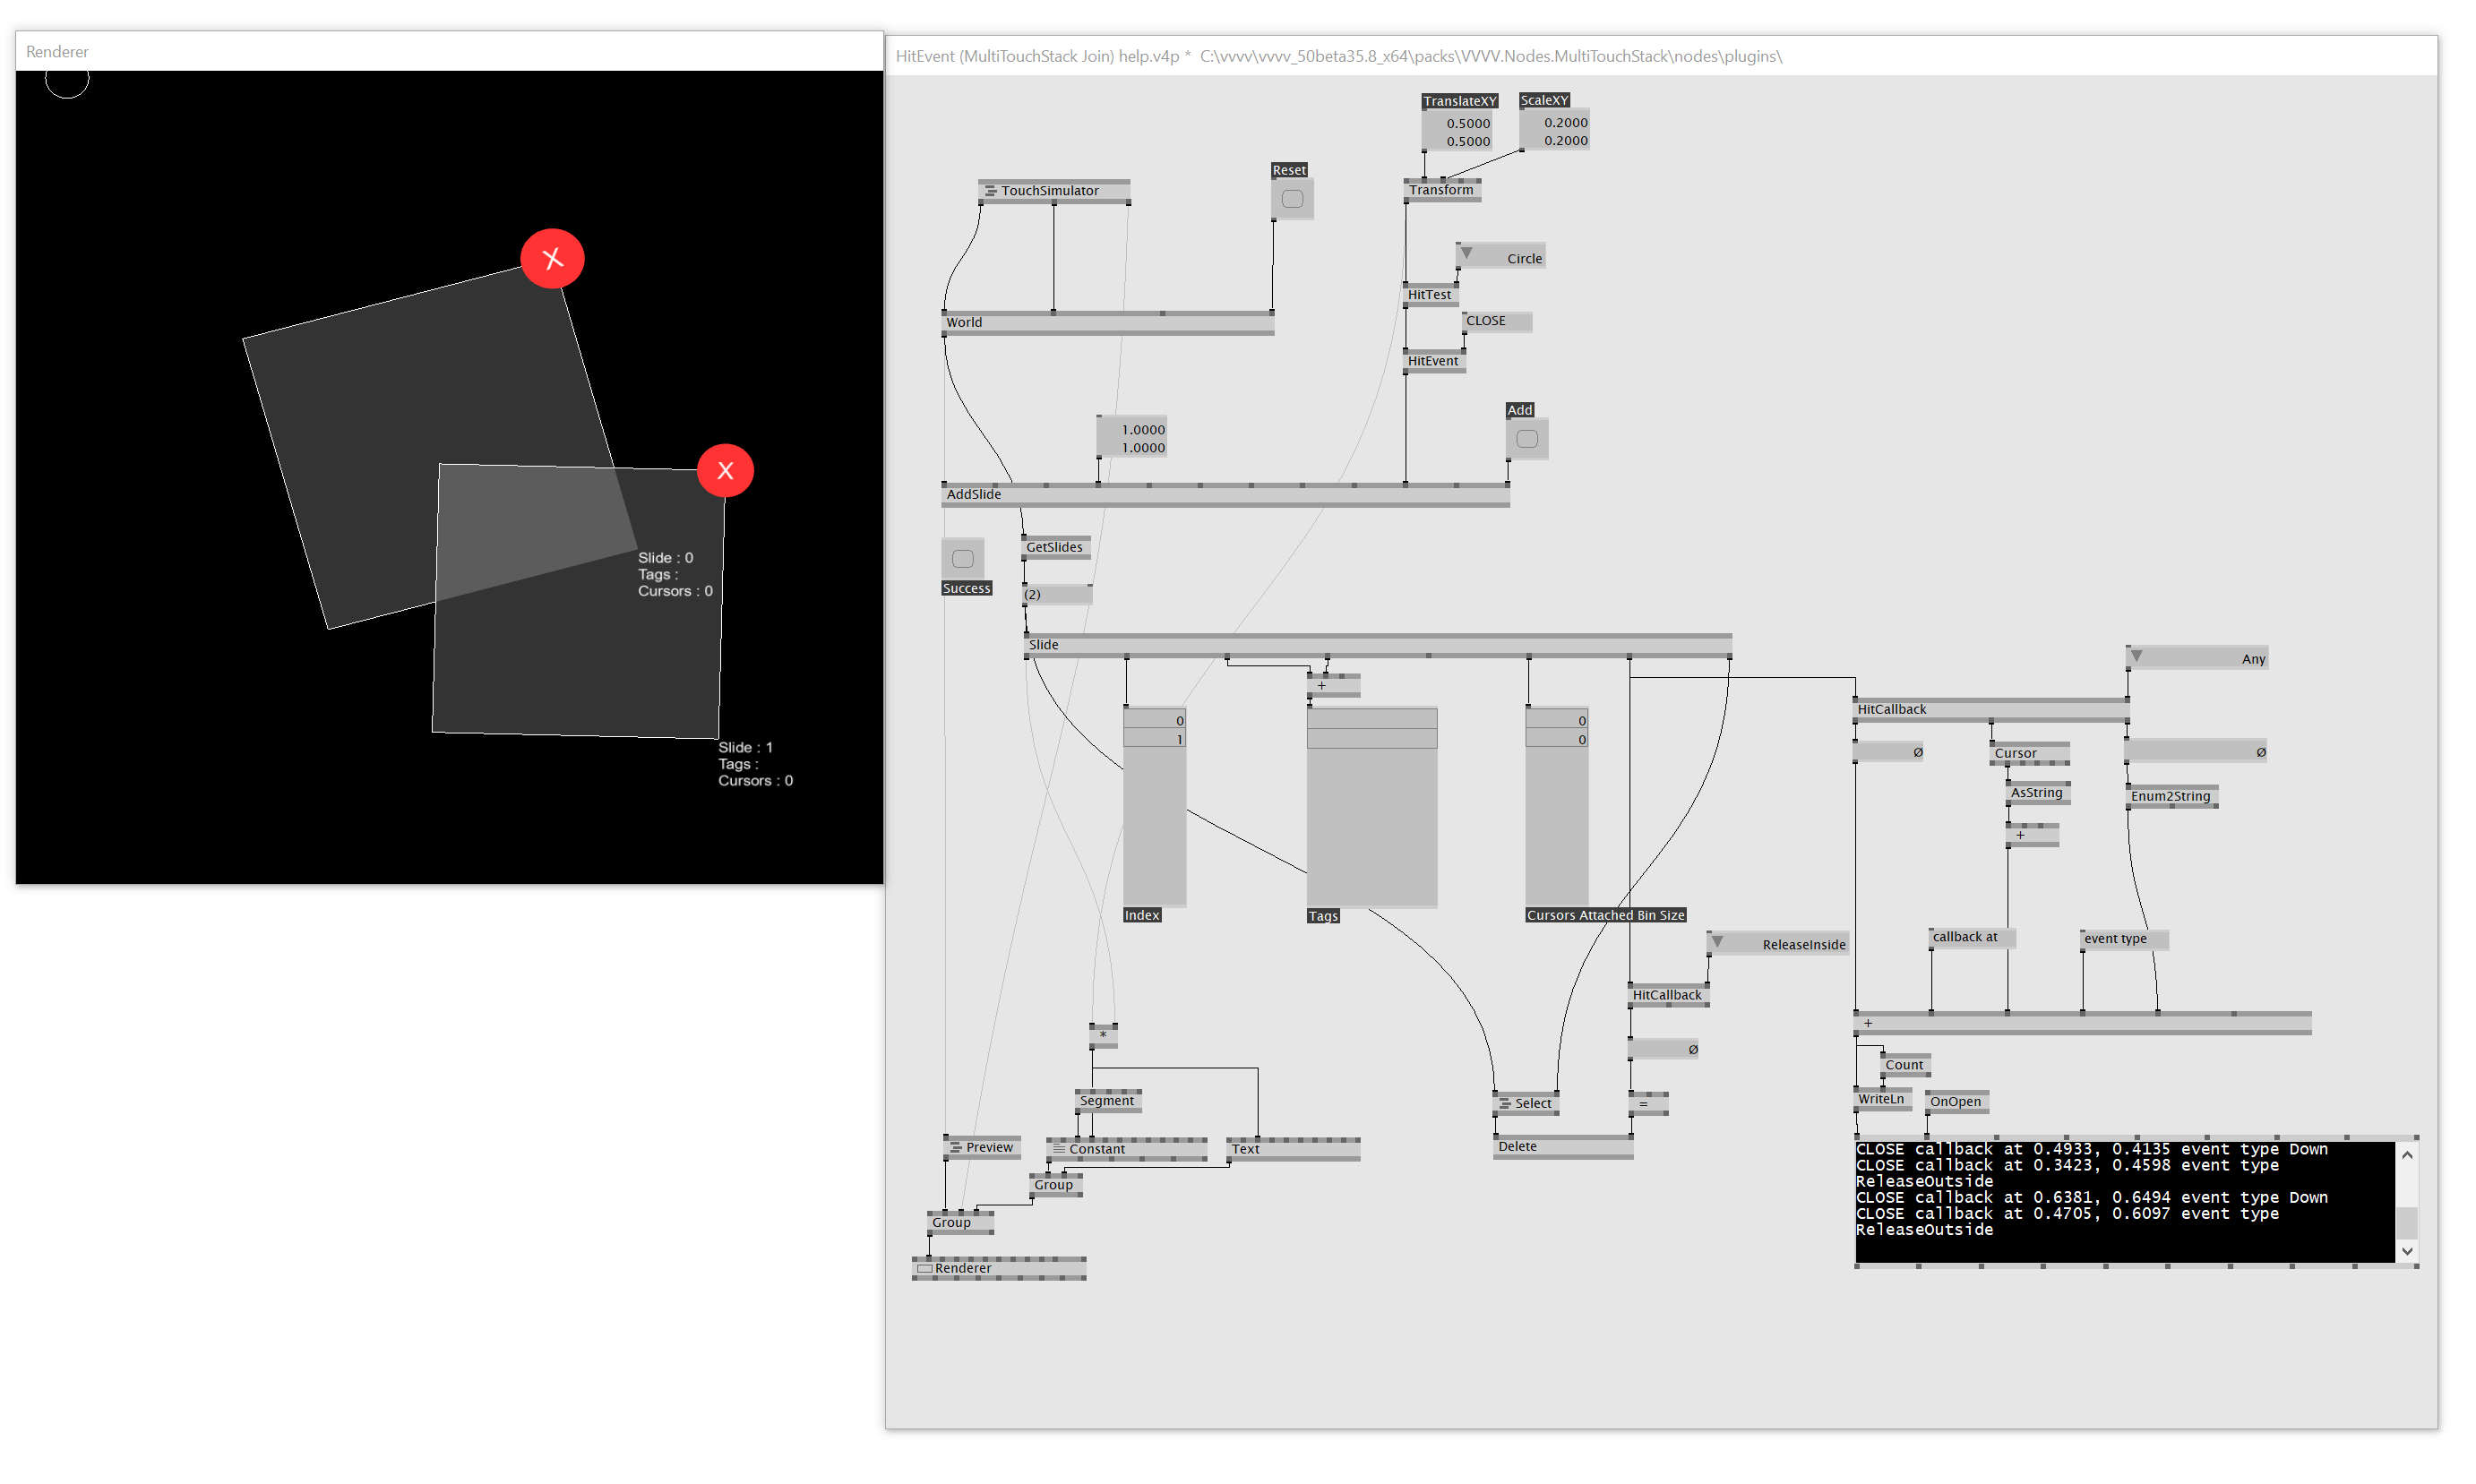 Renderer
X
X
Slide : 0
Tags :
Cursors : 0
Slide : 1
Tags :
Cursors : 0
HitEvent (MultiTouchStack Join) help.v4p * C:\vvvv\vvvv_50beta35.8_x64\packs\VVVV.Nodes.MultiTouchStack\nodes\plugins\
TranslateXY
0.5000
0.5000
ScaleXY
0.2000
0.2000
Reset
TouchSimulator
Transform
Circle
HitTest
CLOSE
World
HitEvent
Add
1.0000
1.0000
AddSlide
GetSlides
Success
(2)
Slide
+
0
1
Index
Tags
0
0
Cursors Attached Bin Size
Any
HitCallback
Ø
Cursor
Ø
AsString
Enum2String
+
callback at
event type
ReleaseInside
HitCallback
+
*
Ø
Count
Segment
Select
=
WriteLn
OnOpen
Preview
Constant
Text
Delete
Group
Group
Renderer
CLOSE callback at 0.4933, 0.4135 event type Down
CLOSE callback at 0.3423, 0.4598 event type
ReleaseOutside
CLOSE callback at 0.6381, 0.6494 event type Down
CLOSE callback at 0.4705, 0.6097 event type
ReleaseOutside